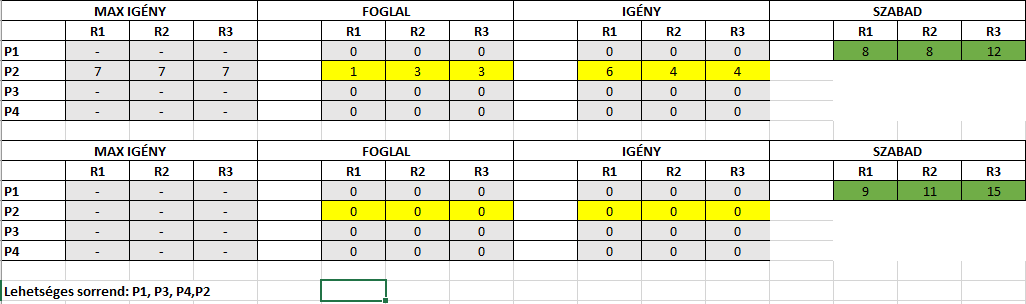 MAX IGÉNY FOGLAL IGÉNY SZABAD
R1 R2 R3 R1 R2 R3 R1 R2 R3 R1 R2 R3
P1 - - - 0 0 0 0 0 0 8 8 12
P2 7 7 7 1 3 3 6 4 4
P3 - - - 0 0 0 0 0 0
P4 - - - 0 0 0 0 0 0
MAX IGÉNY FOGLAL IGÉNY SZABAD
R1 R2 R3 R1 R2 R3 R1 R2 R3 R1 R2 R3
P1 - - - 0 0 0 0 0 0 9 11 15
P2 - - - 0 0 0 0 0 0
P3 - - - 0 0 0 0 0 0
P4 - - - 0 0 0 0 0 0
Lehetséges sorrend: P1, P3, P4,P2